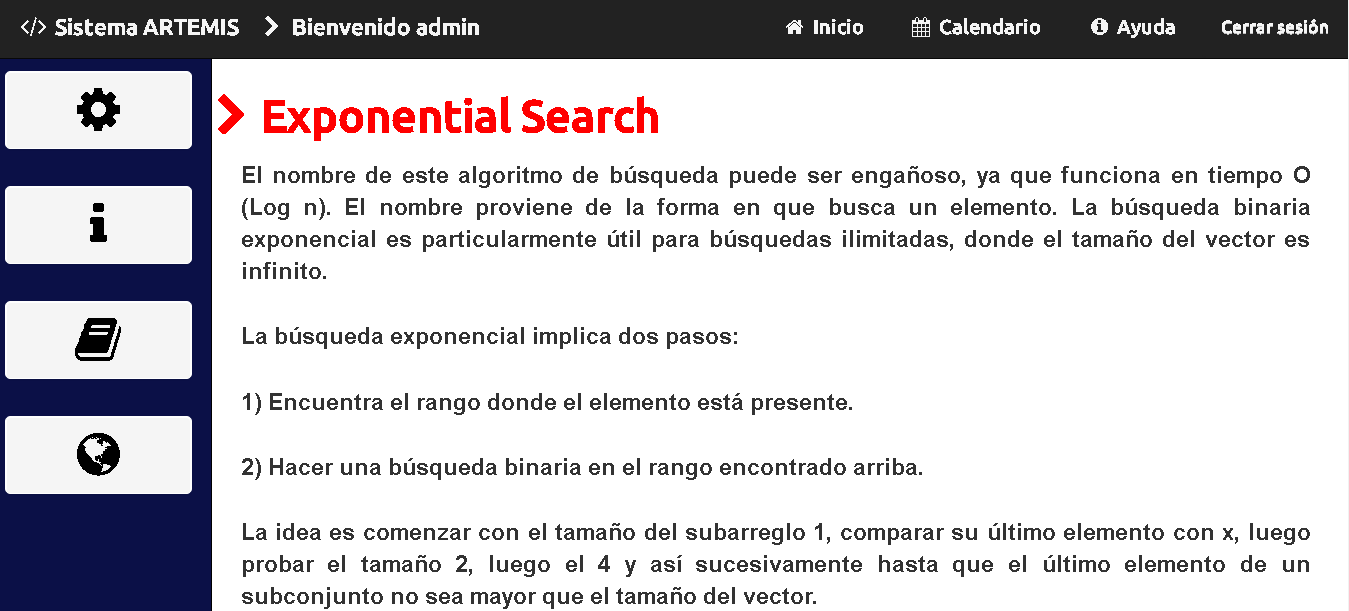 </> Sistema ARTEMIS Bienvenido admin Inicio Calendario Ayuda Cerrar sesión
Exponential Search
El nombre de este algoritmo de búsqueda puede ser engañoso, ya que funciona en tiempo O
(Log n). El nombre proviene de la forma en que busca un elemento. La búsqueda binaria
exponencial es particularmente útil para búsquedas ilimitadas, donde el tamaño del vector es
infinito.
La búsqueda exponencial implica dos pasos:
1) Encuentra el rango donde el elemento está presente.
2) Hacer una búsqueda binaria en el rango encontrado arriba.
La idea es comenzar con el tamaño del subarreglo 1, comparar su último elemento con x, luego
probar el tamaño 2, luego el 4 y así sucesivamente hasta que el último elemento de un
subconjunto no sea mayor que el tamaño del vector.